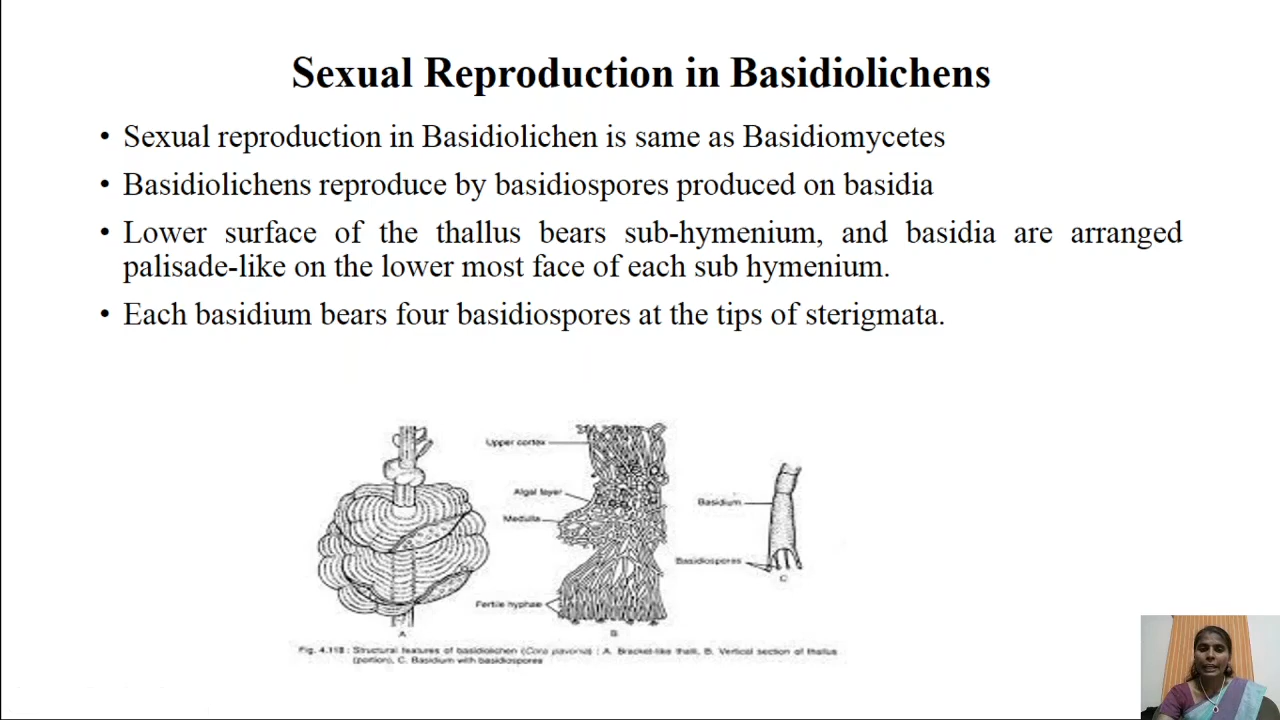 Sexual Reproduction in Basidiolichens
• Sexual reproduction in Basidiolichen is same as Basidiomycetes
• Basidiolichens reproduce by basidiospores produced on basidia
• Lower surface of the thallus bears sub-hymenium, and basidia are arranged
palisade-like on the lower most face of each sub hymenium.
• Each basidium bears four basidiospores at the tips of sterigmata.
Upper cortex
Algal layer
Medulla
Fertile hyphae
Basidium
Basidiospores
A
B
C
Fig. 4.118 : Structural features of basidiolichen (Cora pavonia) : A. Bracket-like thalli, B. Vertical section of thallus
(portion), C. Basidium with basidiospores